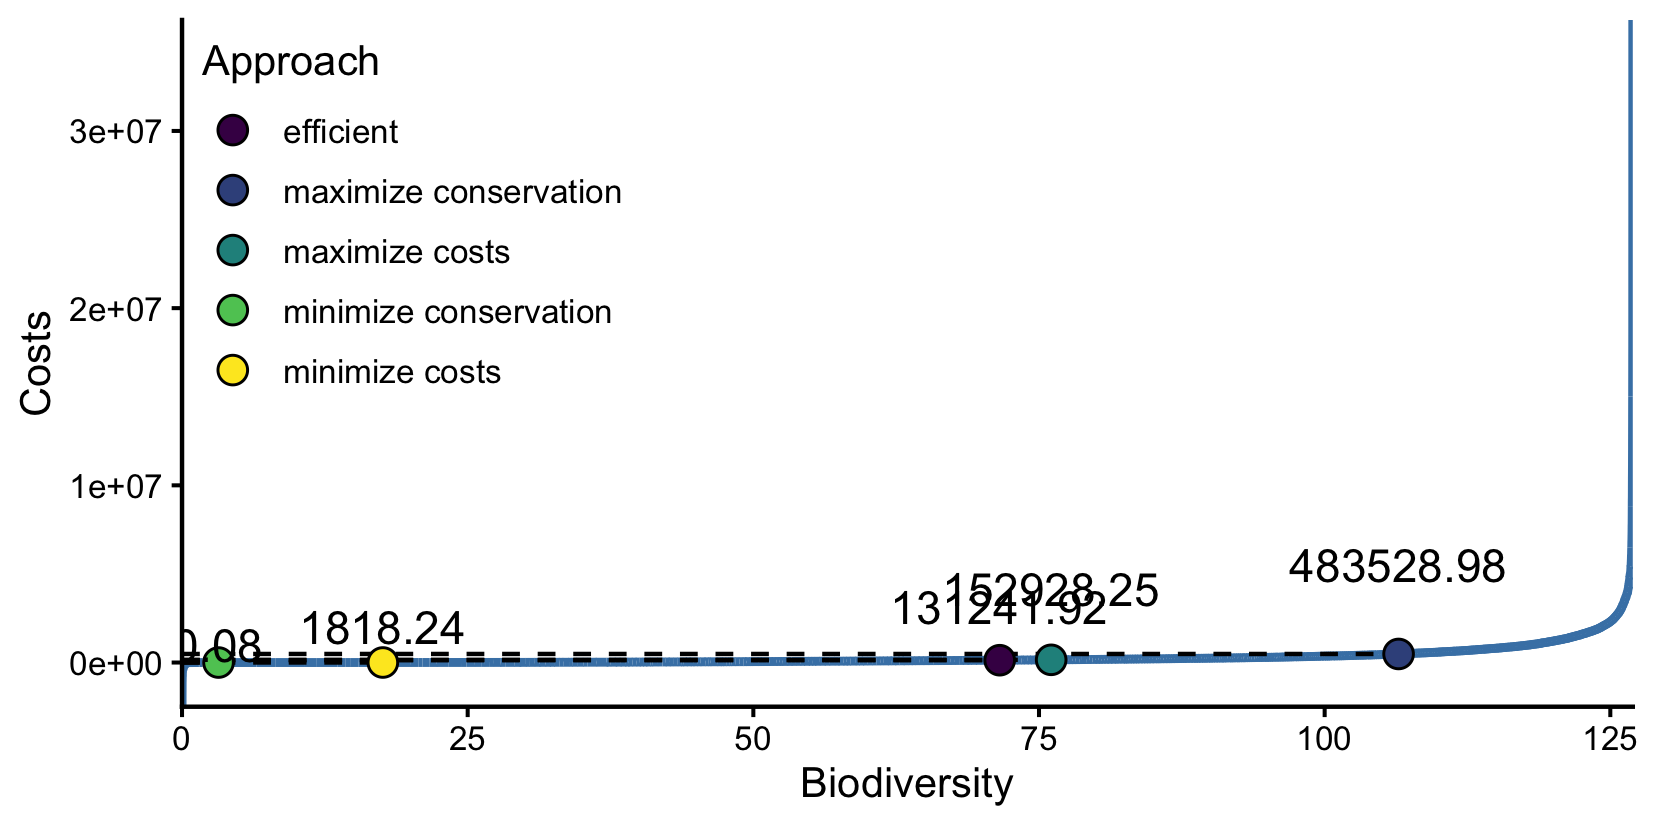 Approach
efficient
maximize conservation
maximize costs
minimize conservation
minimize costs
Costs
3e+07
2e+07
1e+07
0e+00
0.08
1818.24
131241.92
152928.25
483528.98
0
25
50
75
100
125
Biodiversity